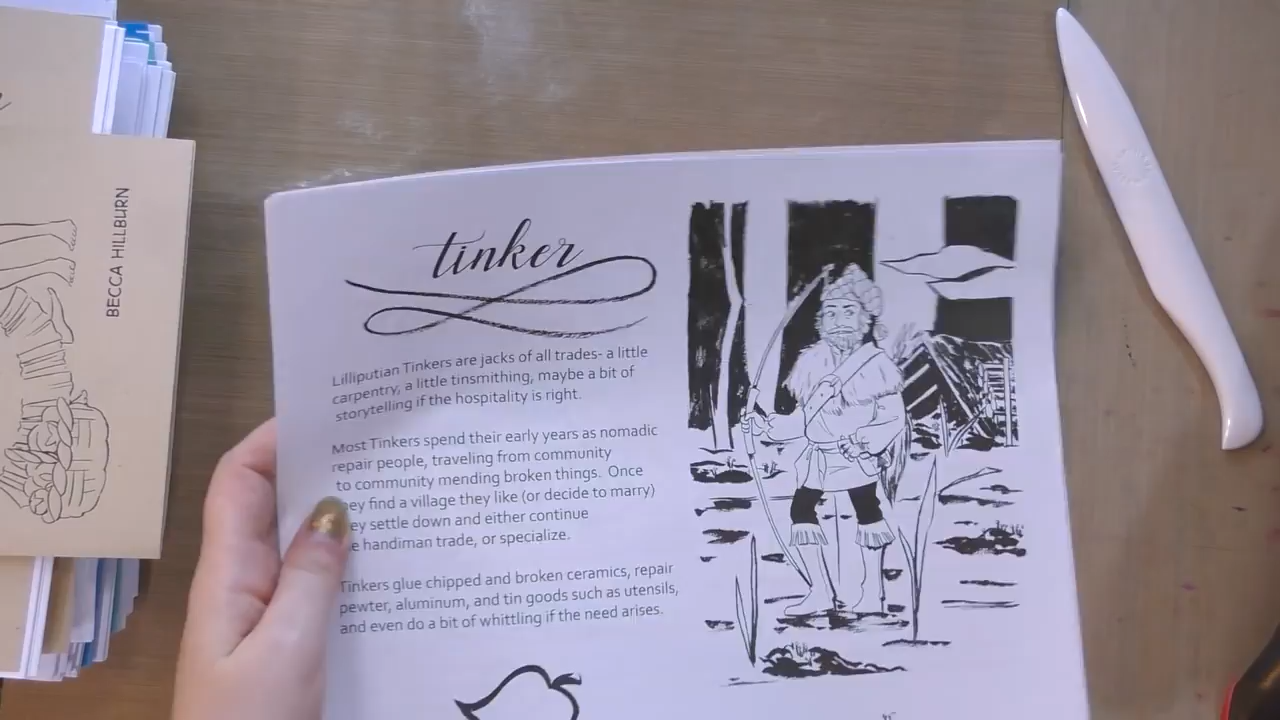 BECCA HILLBURN
tinker
Lilliputian Tinkers are jacks of all trades- a little
carpentry, a little tinsmithing, maybe a bit of
storytelling if the hospitality is right.
Most Tinkers spend their early years as nomadic
repair people, traveling from community
to community mending broken things. Once
hey find a village they like (or decide to marry)
ey settle down and either continue
e handiman trade, or specialize.
Tinkers glue chipped and broken ceramics, repair
pewter, aluminum, and tin goods such as utensils,
and even do a bit of whittling if the need arises.